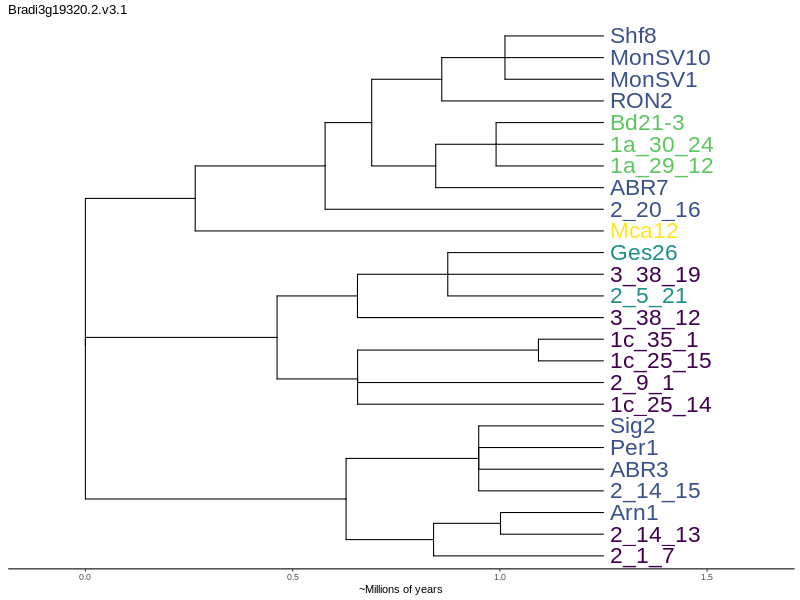 Bradi3g19320.2.v3.1
Shf8
MonSV10
MonSV1
RON2
Bd21-3
1a_30_24
1a_29_12
ABR7
2_20_16
Mca12
Ges26
3_38_19
2_5_21
3_38_12
1c_35_1
1c_25_15
2_9_1
1c_25_14
Sig2
Per1
ABR3
2_14_15
Arn1
2_14_13
2_1_7
0.0 0.5 1.0 1.5
~Millions of years